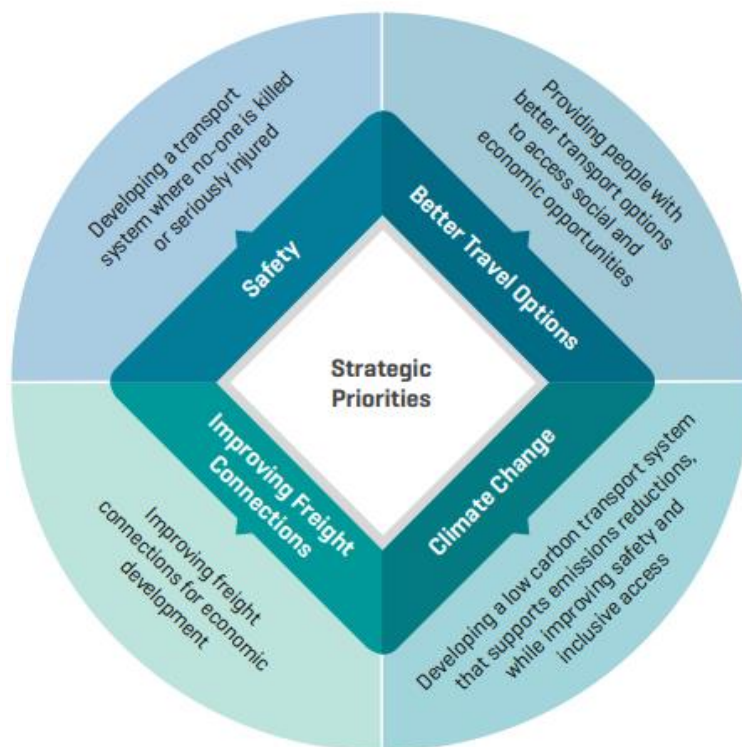 Developing a transport
system where no-one is killed
or seriously injured
Safety
Providing people with
better transport options
to access social and
economic opportunities
Better Travel Options
Strategic
Priorities
Improving Freight
Connections
Improving freight
connections for economic
development
Climate Change
Developing a low carbon transport system
that supports emissions reductions,
while improving safety and
inclusive access